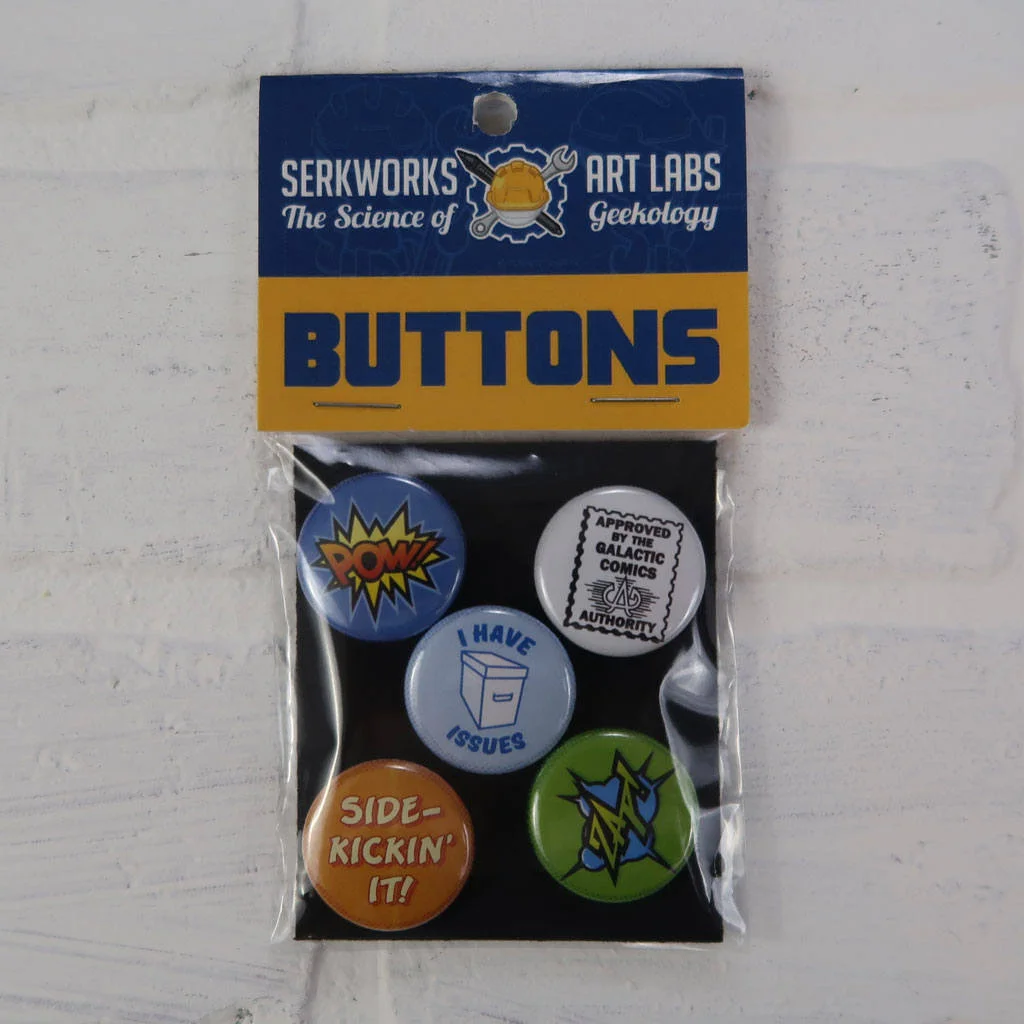 SERKWORKS ART LABS
The Science of Geekology
BUTTONS
POW!
APPROVED
BY THE
GALACTIC
COMICS
AUTHORITY
I HAVE
ISSUES
SIDE-
KICKIN'
IT!
ZAP!